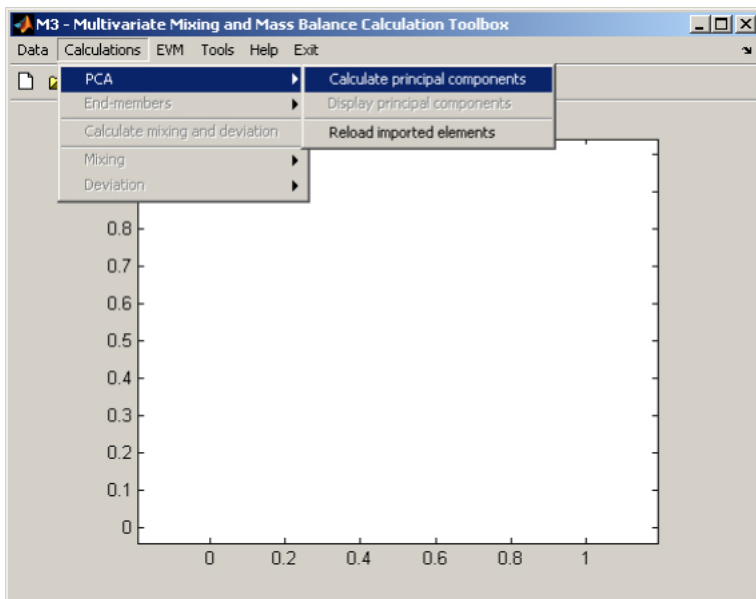 M3 - Multivariate Mixing and Mass Balance Calculation Toolbox
Data Calculations EVM Tools Help Exit
PCA
End-members
Calculate mixing and deviation
Mixing
Deviation
Calculate principal components
Display principal components
Reload imported elements
0.8
0.7
0.6
0.5
0.4
0.3
0.2
0.1
0
0 0.2 0.4 0.6 0.8 1